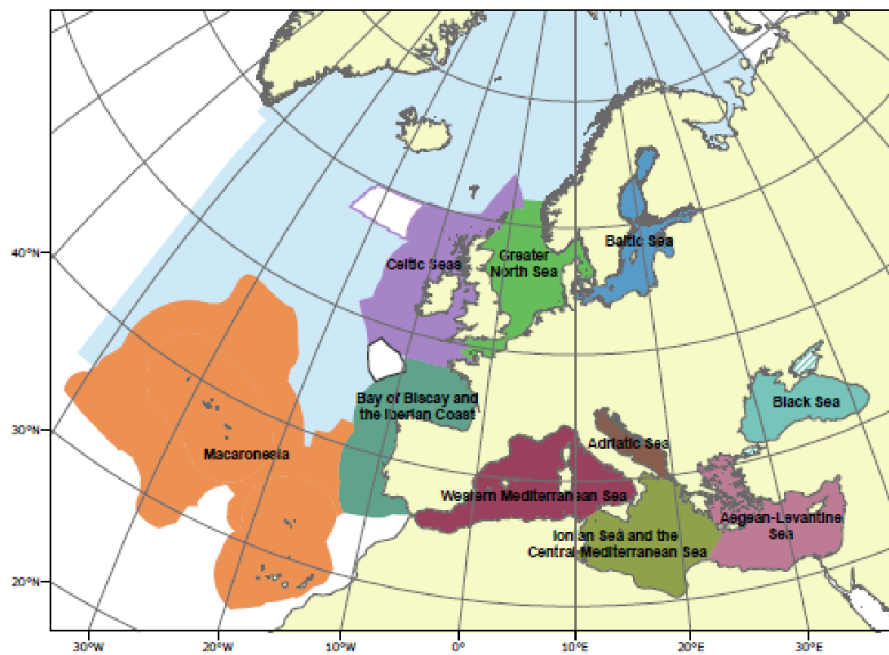 Celtic Seas
Greater
North Sea
Baltic Sea
40°N
Bay of Biscay and
the Iberian Coast
Black Sea
30°N
Macaronesia
Adriatic Sea
Western Mediterranean Sea
Aegean-Levantine
Sea
Ionian Sea and the
Central Mediterranean Sea
20°N
30°W
20°W
10°W
0°
10°E
20°E
30°E